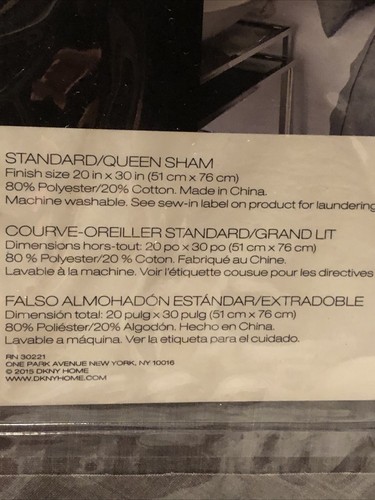 STANDARD/QUEEN SHAM
Finish size 20 in x 30 in (51 cm x 76 cm)
80% Polyester/20% Cotton. Made in China.
Machine washable. See sew-in label on product for laundering
COURVE-OREILLER STANDARD/GRAND LIT
Dimensions hors-tout: 20 po x 30 po (51 cm x 76 cm)
80 % Polyester/20 % Coton. Fabriqué au Chine.
Lavable à la machine. Voir l'étiquette cousue pour les directives
FALSO ALMOHADÓN ESTÁNDAR/EXTRADOBLE
Dimensión total: 20 pulg x 30 pulg (51 cm x 76 cm)
80% Poliéster/20% Algodón. Hecho en China.
Lavable a máquina. Ver la etiqueta para el cuidado.
RN 30221
ONE PARK AVENUE NEW YORK, NY 10016
© 2015 DKNY HOME
WWW.DKNYHOME.COM